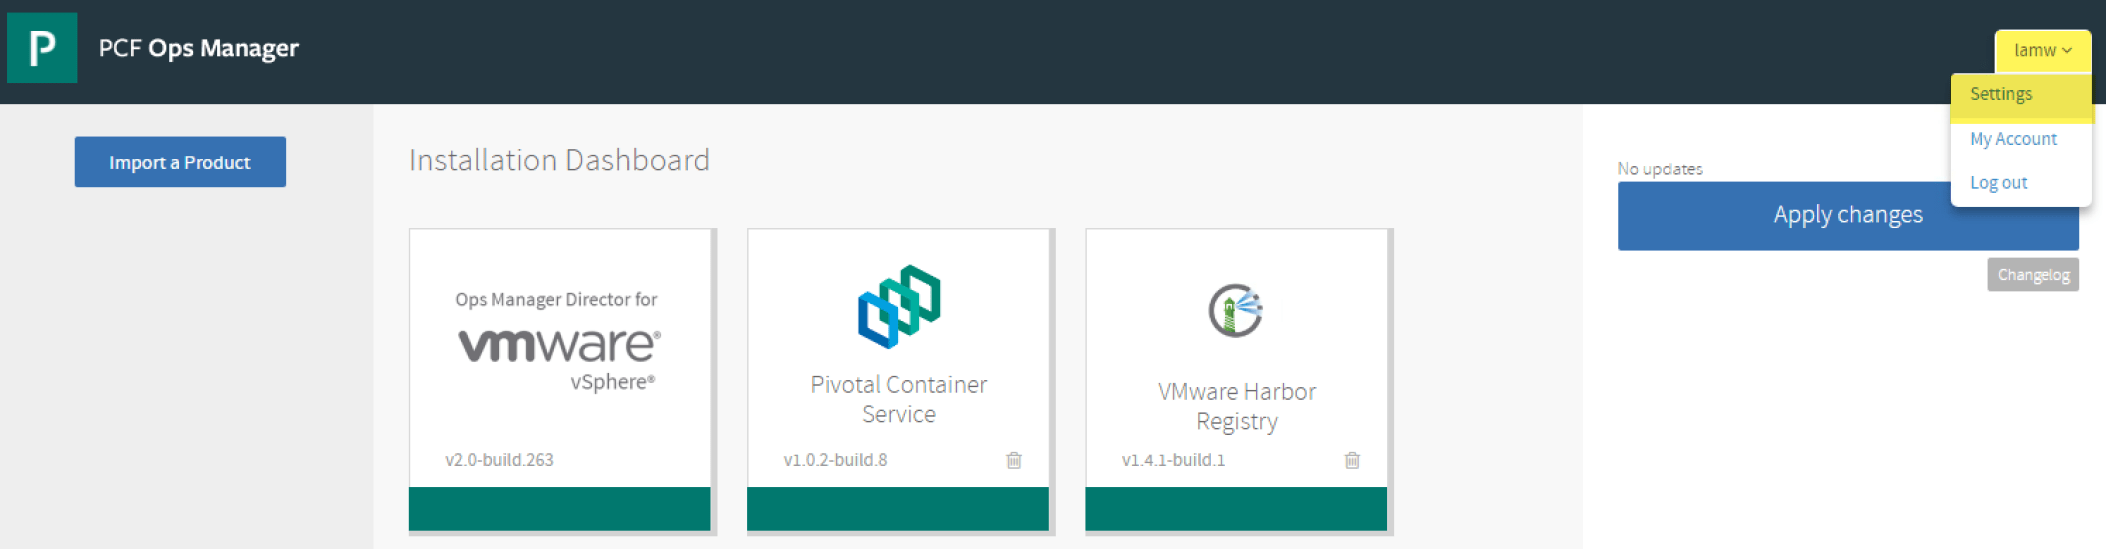 P
PCF Ops Manager
lamw
Settings
My Account
Log out
Import a Product
Installation Dashboard
No updates
Apply changes
Changelog
Ops Manager Director for
vmware®
vSphere®
v2.0-build.263
Pivotal Container
Service
v1.0.2-build.8
VMware Harbor
Registry
v1.4.1-build.1